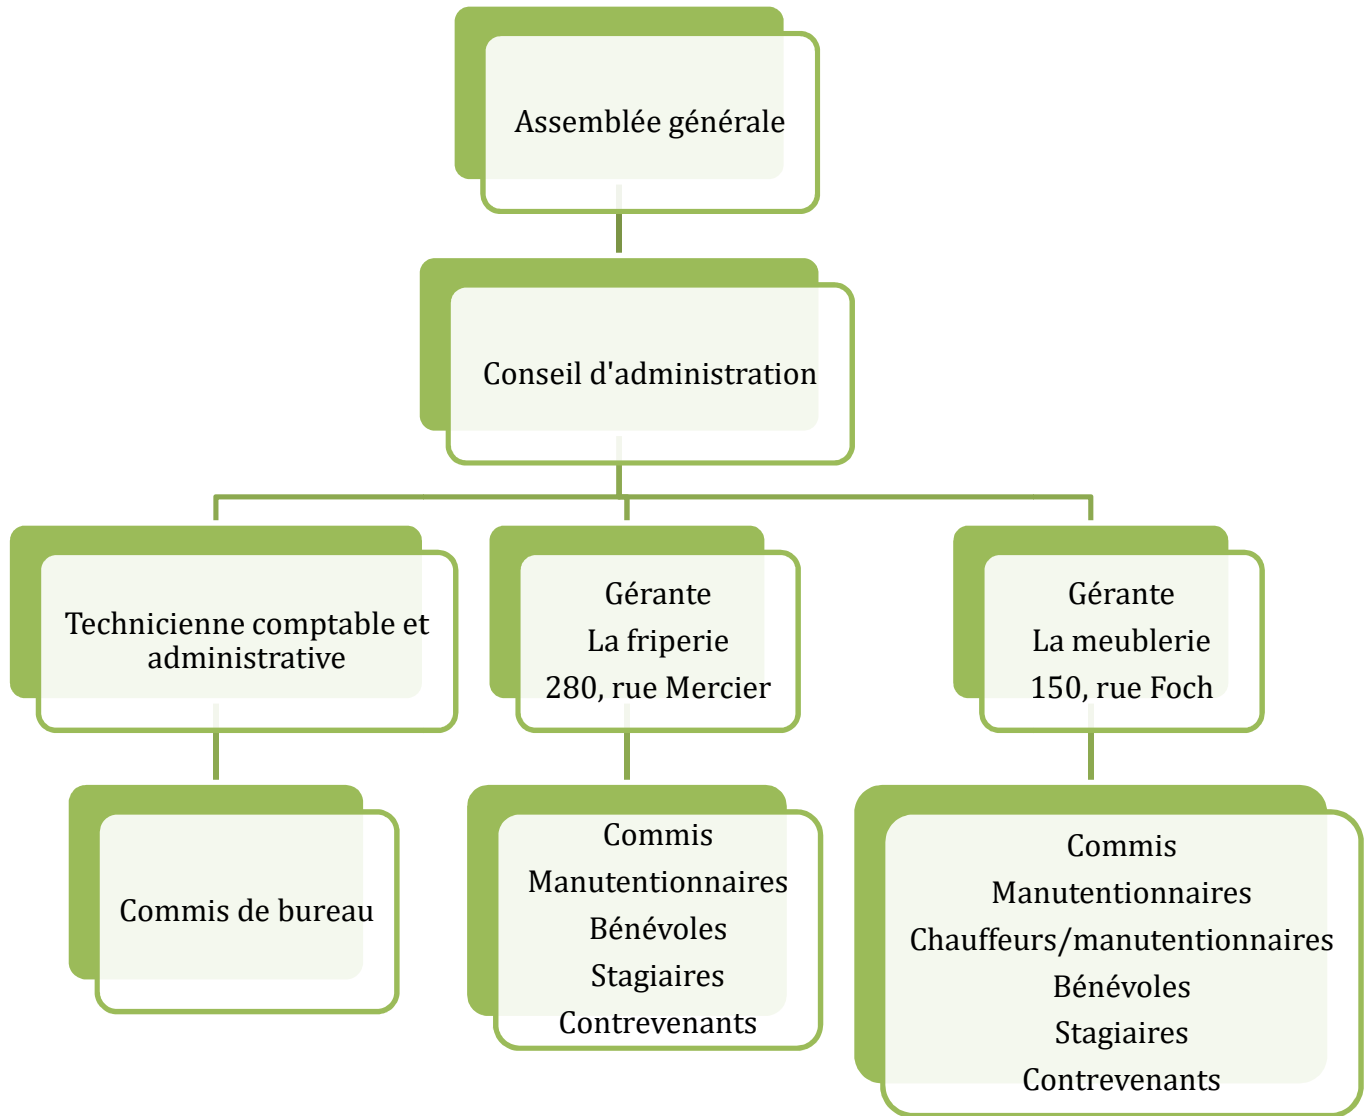 Assemblée générale
Conseil d'administration
Technicienne comptable et
administrative
Gérante
La friperie
280, rue Mercier
Gérante
La meublerie
150, rue Foch
Commis de bureau
Commis
Manutentionnaires
Bénévoles
Stagiaires
Contrevenants
Commis
Manutentionnaires
Chauffeurs/manutentionnaires
Bénévoles
Stagiaires
Contrevenants